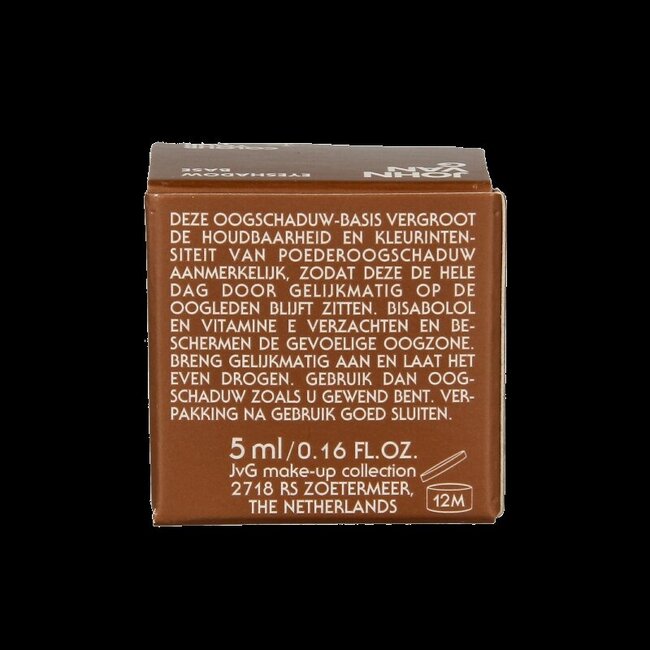 EYESHADOW
BASE
JOHN
DEZE OOGSCHADUW-BASIS VERGROOT
DE HOUDBAARHEID EN KLEURINTEN-
SITEIT VAN POEDEROOGSCHADUW
AANMERKELIJK, ZODAT DEZE DE HELE
DAG DOOR GELIJKMATIG OP DE
OOGLEDEN BLIJFT ZITTEN. BISABOLOL
EN VITAMINE E VERZACHTEN EN BE-
SCHERMEN DE GEVOELIGE OOGZONE.
BRENG GELIJKMATIG AAN EN LAAT HET
EVEN DROGEN. GEBRUIK DAN OOG-
SCHADUW ZOALS U GEWEND BENT. VER-
PAKKING NA GEBRUIK GOED SLUITEN.
5 ml/0.16 FL.OZ.
JvG make-up collection
2718 RS ZOETERMEER,
THE NETHERLANDS
12M